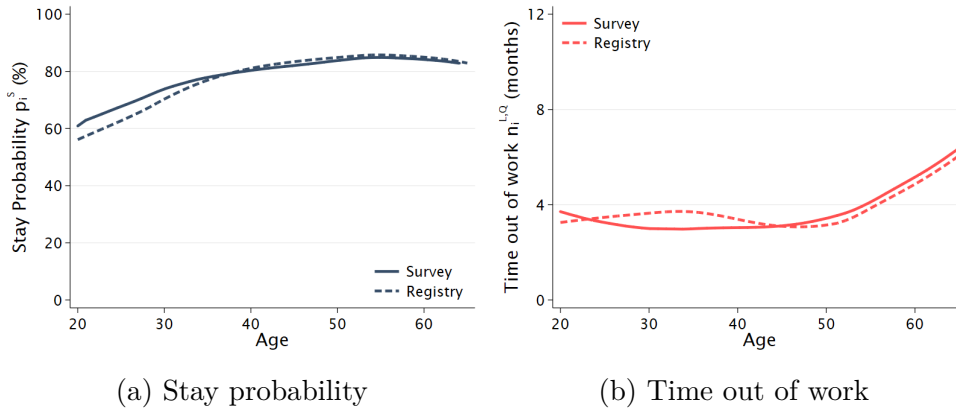 100
80
60
40
20
0
Stay Probability p_i^S (%)
Survey
Registry
20 30 40 50 60
Age
(a) Stay probability
12
8
4
0
Time out of work n_i^{L,Q} (months)
Survey
Registry
20 30 40 50 60
Age
(b) Time out of work